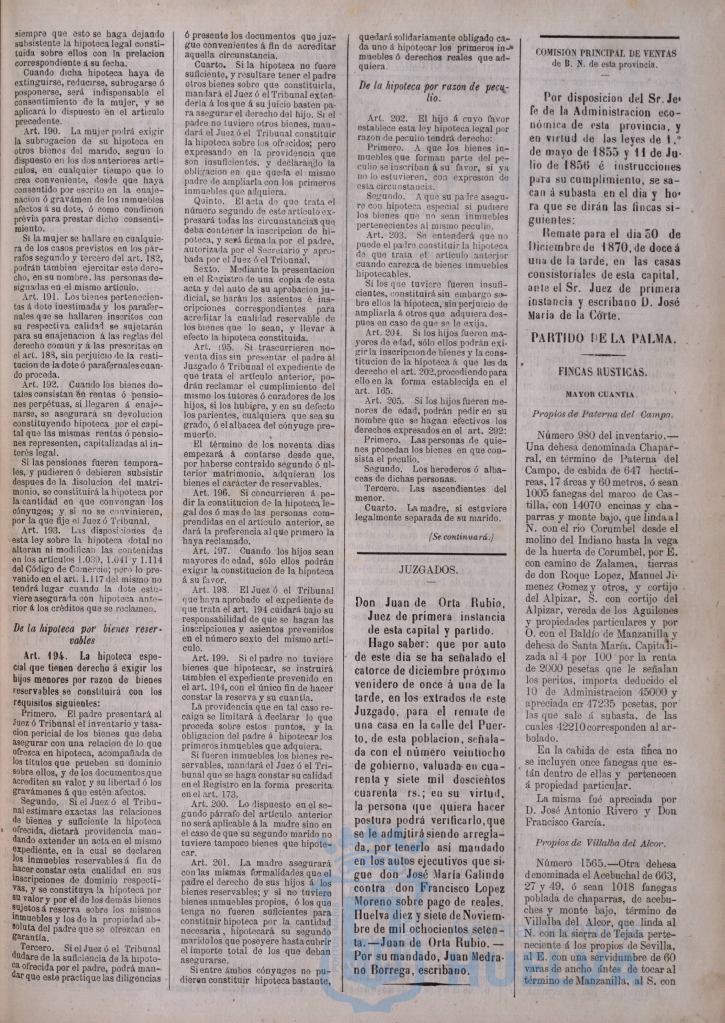 siempre que esto se haga dejando
subsistente la hipoteca legal consti-
tuida sobre ellos con la prelacion
correspondiente á su fecha.
Cuando dicha hipoteca haya de
extinguirse, reducirse, subrogarse ó
posponerse, será indispensable el
consentimiento de la mujer, y se
aplicará lo dispuesto en el artículo
precedente.
Art. 190. La mujer podrá exigir
la subrogacion de su hipoteca en
otros bienes del marido, segun lo
dispuesto en los dos anteriores artí-
culos, en cualquier tiempo que lo
crea conveniente, desde que haya
consentido por escrito en la enaje-
nacion ó gravámen de los inmuebles
afectos á su dote, ó como condicion
prévia para prestar dicho consenti-
miento.
Si la mujer se hallare en cualquie-
ra de los casos previstos en los pár-
rafos segundo y tercero del art. 182,
podrán tambien ejercitar este dere-
cho, en su nombre, las personas de-
signadas en el mismo artículo.
Art. 191. Los bienes pertenecien-
tes á dote inestimada y los parafer-
nales que se hallaren inscritos con
su respectiva calidad se sujetarán
para su enajenacion á las reglas del
derecho comun y á las prescritas en
el art. 188, sin perjuicio de la resti-
tucion de la dote ó parafernales cuan-
do proceda.
Art. 192. Cuando los bienes do-
tales consistan en rentas ó pensio-
nes perpétuas, si llegaren á enaje-
narse, se asegurará su devolucion
constituyendo hipoteca por el capi-
tal que las mismas rentas ó pensio-
nes representen, capitalizadas al in-
terés legal.
Si las pensiones fueren tempora-
les, y pudieren ó debieren subsistir
despues de la disolucion del matri-
monio, se constituirá la hipoteca por
la cantidad en que convengan los
cónyuges; y si no se convinieren,
por la que fije el Juez ó Tribunal.
Art. 193. Las disposiciones de
esta ley sobre la hipoteca dotal no
alteran ni modifican las contenidas
en los artículos 1.039, 1.041 y 1.114
del Código de Comercio; pero lo pre-
venido en el art. 1.117 del mismo no
tendrá lugar cuando la dote estu-
viere asegurada con hipoteca ante-
rior á los créditos que se reclamen.
De la hipoteca por bienes reser-
vables
Art. 194. La hipoteca espe-
cial que tienen derecho á exigir los
hijos menores por razon de bienes
reservables se constituirá con los
requisitos siguientes:
Primero. El padre presentará al
Juez ó Tribunal el inventario y tasa-
cion pericial de los bienes que deba
asegurar con una relacion de lo que
ofrezca en hipoteca, acompañada de
los títulos que prueben su dominio
sobre ellos, y de los documentos que
acrediten su valor y su libertad ó los
gravámenes á que estén afectos.
Segundo. Si el Juez ó el Tribu-
nal estimaro exactas las relaciones
de bienes y suficiente la hipoteca
ofrecida, dictará providencia man-
dando extender un acta en el mismo
expediente, en la cual se declaren
los inmuebles reservables á fin de
hacer constar esta cualidad en sus
inscripciones de dominio respecti-
vas, y se constituya la hipoteca por
su valor y por el de los demás bienes
sujetos á reserva sobre los mismos
inmuebles y los de la propiedad ab-
soluta del padre que se ofrezcan en
garantía.
Tercero. Si el Juez ó el Tribunal
dudare de la suficiencia de la hipote-
ca ofrecida por el padre, podrá man-
dar que este practique las diligencias
ó presente los documentos que juz-
gue convenientes á fin de acreditar
aquella circunstancia.
Cuarto. Si la hipoteca no fuere
suficiente, y resultare tener el padre
otros bienes sobre que constituirla,
mandará el Juez ó el Tribunal exten-
derla á los que á su juicio basten pa-
ra asegurar el derecho del hijo. Si el
padre no tuviere otros bienes, man-
dará el Juez ó el Tribunal constituir
la hipoteca sobre los ofrecidos; pero
expresando en la providencia que
son insuficientes, y declarando la
obligacion en que queda el mismo
padre de ampliarla con los primeros
inmuebles que adquiera.
Quinto. El acta de que trata el
número segundo de este artículo ex-
presará todas las circunstancias que
deba contener la inscripcion de hi-
poteca, y será firmada por el padre,
autorizada por el Secretario y apro-
bada por el Juez ó el Tribunal.
Sexto. Mediante la presentacion
en el Registro de una copia de esta
acta y del auto de su aprobacion ju-
dicial, se harán los asientos é ins-
cripciones correspondientes para
acreditar la cualidad reservable de
los bienes que lo sean, y llevar á
efecto la hipoteca constituida.
Art. 195. Si trascurrieren no-
venta dias sin presentar el padre al
Juzgado ó Tribunal el expediente de
que trata el artículo anterior, po-
drán reclamar el cumplimiento del
mismo los tutores ó curadores de los
hijos, si los hubiere, y en su defecto
los parientes, cualquiera que sea su
grado, ó el albacea del cónyuge pre-
muerto.
El término de los noventa dias
empezará á contarse desde que,
por haberse contraido segundo ó ul-
terior matrimonio, adquieran los
bienes el carácter de reservables.
Art. 196. Si concurrieren á pe-
dir la constitucion de la hipoteca le-
gal dos ó mas de las personas com-
prendidas en el artículo anterior, se
dará la preferencia al que primero la
haya reclamado.
Art. 197. Cuando los hijos sean
mayores de edad, sólo ellos podrán
exigir la constitucion de la hipoteca
á su favor.
Art. 198. El Juez ó el Tribunal
que haya aprobado el expediente de
que trata el art. 194 cuidará bajo su
responsabilidad de que se hagan las
inscripciones y asientos prevenidos
en el número sexto del mismo artí-
culo.
Art. 199. Si el padre no tuviere
bienes que hipotecar, se instruirá
tambien el expediente prevenido en
el art. 194, con el único fin de hacer
constar la reserva y su cuantía.
La providencia que en tal caso re-
caiga se limitará á declarar lo que
proceda sobre estos puntos, y la
obligacion del padre á hipotecar los
primeros inmuebles que adquiera.
Si fueren inmuebles los bienes re-
servables, mandará el Juez ó el Tri-
bunal que se haga constar su calidad
en el Registro en la forma prescrita
en el art. 173.
Art. 200. Lo dispuesto en el se-
gundo párrafo del artículo anterior
no será aplicable á la madre sino en
el caso de que su segundo marido no
tuviere tampoco bienes que hipote-
car.
Art. 201. La madre asegurará
con las mismas formalidades que el
padre el derecho de sus hijos á los
bienes reservables; y si no tuviere
bienes inmuebles propios, ó los que
tenga no fueren suficientes para
constituir hipoteca por la cantidad
necesaria, hipotecará su segundo
marido los que poseyere hasta cubrir
el importe total de los que deban
asegurarse.
Si entre ámbos cónyuges no pu-
dieren constituir hipoteca bastante,
quedará solidariamente obligado ca-
da uno á hipotecar los primeros in-
muebles ó derechos reales que ad-
quiera.
De la hipoteca por razon de pecu-
lio.
Art. 202. El hijo á cuyo favor
establece esta ley hipoteca legal por
razon de peculio tendrá derecho:
Primero. A que los bienes in-
muebles que forman parte del pe-
culio se inscriban á su favor, si ya
no lo estuvieren, con expresion de
esta circunstancia.
Segundo. A que su padre asegu-
re con hipoteca especial si pudiere
los bienes que no sean inmuebles
pertenecientes al mismo peculio.
Art. 203. Se entenderá que no
puede el padre constituir la hipoteca
de que trata el artículo anterior
cuando carezca de bienes inmuebles
hipotecables.
Si los que tuviere fueren insufi-
cientes, constituirá sin embargo so-
bre ellos la hipoteca, sin perjuicio de
ampliarla á otros que adquiera des-
pues en caso de que se le exija.
Art. 204. Si los hijos fueren ma-
yores de edad, sólo ellos podrán exi-
gir la inscripcion de bienes y la cons-
titucion de la hipoteca á que les da
derecho el art. 202, procediendo para
ello en la forma establecida en el
art. 165.
Art. 205. Si los hijos fueren me-
nores de edad, podrán pedir en su
nombre que se hagan efectivos los
derechos expresados en el art. 292:
Primero. Las personas de quie-
nes procedan los bienes en que con-
sista el peculio.
Segundo. Los herederos ó alba-
ceas de dichas personas.
Tercero. Las ascendientes del
menor.
Cuarto. La madre, si estuviere
legalmente separada de su marido.
(Se continuará.)
JUZGADOS.
Don Juan de Orta Rubio,
Juez de primera instancia
de esta capital y partido.
Hago saber: que por auto
de este dia se ha señalado el
catorce de diciembre próximo
venidero de once á una de la
tarde, en los extrados de este
Juzgado, para el remate de
una casa en la calle del Puer-
to, de esta poblacion, señala-
da con el número veintiocho
de gobierno, valuada en cua-
renta y siete mil doscientos
cuarenta rs.; en su virtud,
la persona que quiera hacer
postura podrá verificarlo, que
se le admitirá siendo arregla-
da, por tenerlo así mandado
en los autos ejecutivos que si-
gue don José María Galindo
contra don Francisco Lopez
Moreno sobre pago de reales.
Huelva diez y siete de Noviem-
bre de mil ochocientos seten-
ta.—Juan de Orta Rubio.—
Por su mandado, Juan Medra-
no Borrega, escribano.
COMISION PRINCIPAL DE VENTAS
de B. N. de esta provincia.
Por disposicion del Sr. Je-
fe de la Administracion eco-
nómica de esta provincia, y
en virtud de las leyes de 1.º
de mayo de 1855 y 11 de Ju-
lio de 1856 é instrucciones
para su cumplimiento, se sa-
can á subasta en el dia y ho-
ra que se dirán las fincas si-
guientes:
Remate para el dia 30 de
Diciembre de 1870, de doce á
una de la tarde, en las casas
consistoriales de esta capital,
ante el Sr. Juez de primera
instancia y escribano D. José
María de la Córte.
PARTIDO DE LA PALMA.
FINCAS RUSTICAS.
MAYOR CUANTIA.
Propios de Paterna del Campo.
Número 980 del inventario.—
Una dehesa denominada Chapar-
ral, en término de Paterna del
Campo, de cabida de 647 hectá-
reas, 17 áreas y 60 metros, ó sean
1005 fanegas del marco de Cas-
tilla, con 14070 encinas y cha-
parras y monte bajo, que linda al
N. con el rio Corumbel desde el
molino del Indiano hasta la vega
de la huerta de Corumbel, por E.
con camino de Zalamea, tierras
de don Roque Lopez, Manuel Ji-
menez Gomez y otros, y cortijo
del Alpizar, S. con cortijo del
Alpizar, vereda de los Aguilones
y propiedades particulares y por
O. con el Baldío de Manzanilla y
dehesa de Santa María. Capitali-
zada al 4 por 100 por la renta
de 2000 pesetas que le señalan
los peritos, importa deducido el
10 de Administracion 45000 y
apreciada en 47235 pesetas, por
las que sale á subasta, de las
cuales 42210 corresponden al ar-
bolado.
En la cabida de esta finca no
se incluyen once fanegas que es-
tán dentro de ellas y pertenecen
á propiedad particular.
La misma fué apreciada por
D. José Antonio Rivero y Don
Francisco García.
Propios de Villalba del Alcor.
Número 1565.—Otra dehesa
denominada el Acebuchal de 663,
27 y 49, ó sean 1018 fanegas
poblada de chaparras, de acebu-
ches y monte bajo, término de
Villalba del Alcor, que linda al
N. con la sierra de Tejada perte-
neciente á los propios de Sevilla,
al E. con una servidumbre de 60
varas de ancho ántes de tocar al
término de Manzanilla, al S. con